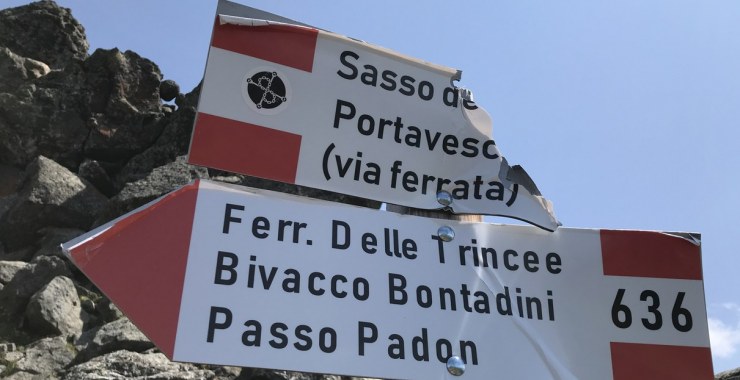 Sasso de
Portavesc
(via ferrata)
Ferr. Delle Trincee
Bivacco Bontadini
Passo Padon
636